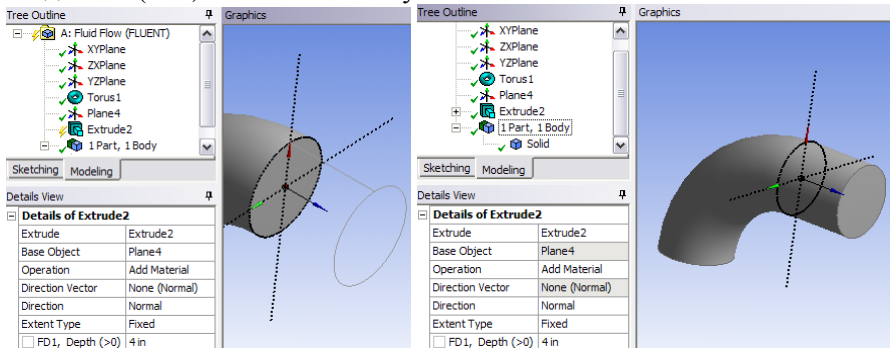 Tree Outline
Graphics
A: Fluid Flow (FLUENT)
XYPlane
ZXPlane
YZPlane
Torus1
Plane4
Extrude2
1 Part, 1 Body
Sketching Modeling
Details View
Details of Extrude2
Extrude Extrude2
Base Object Plane4
Operation Add Material
Direction Vector None (Normal)
Direction Normal
Extent Type Fixed
FD1, Depth (>0) 4 in
Tree Outline
Graphics
XYPlane
ZXPlane
YZPlane
Torus1
Plane4
Extrude2
1 Part, 1 Body
Solid
Sketching Modeling
Details View
Details of Extrude2
Extrude Extrude2
Base Object Plane4
Operation Add Material
Direction Vector None (Normal)
Direction Normal
Extent Type Fixed
FD1, Depth (>0) 4 in